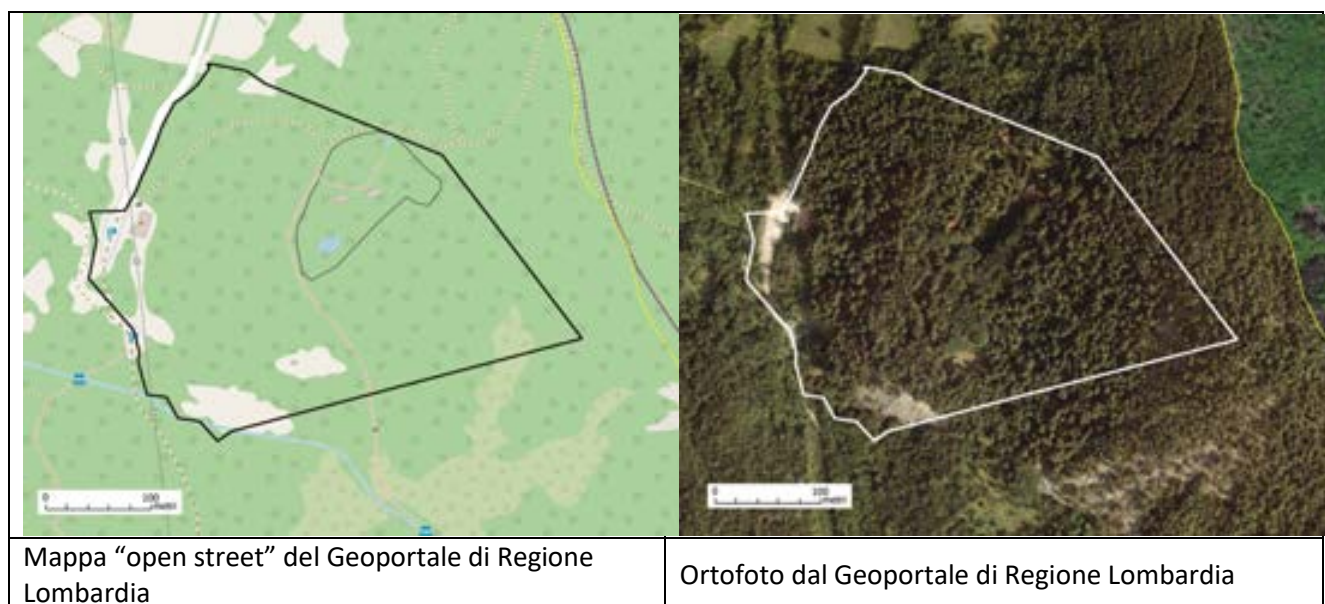 0 100
metri
0 100
metri
Mappa “open street” del Geoportale di Regione
Lombardia
Ortofoto dal Geoportale di Regione Lombardia